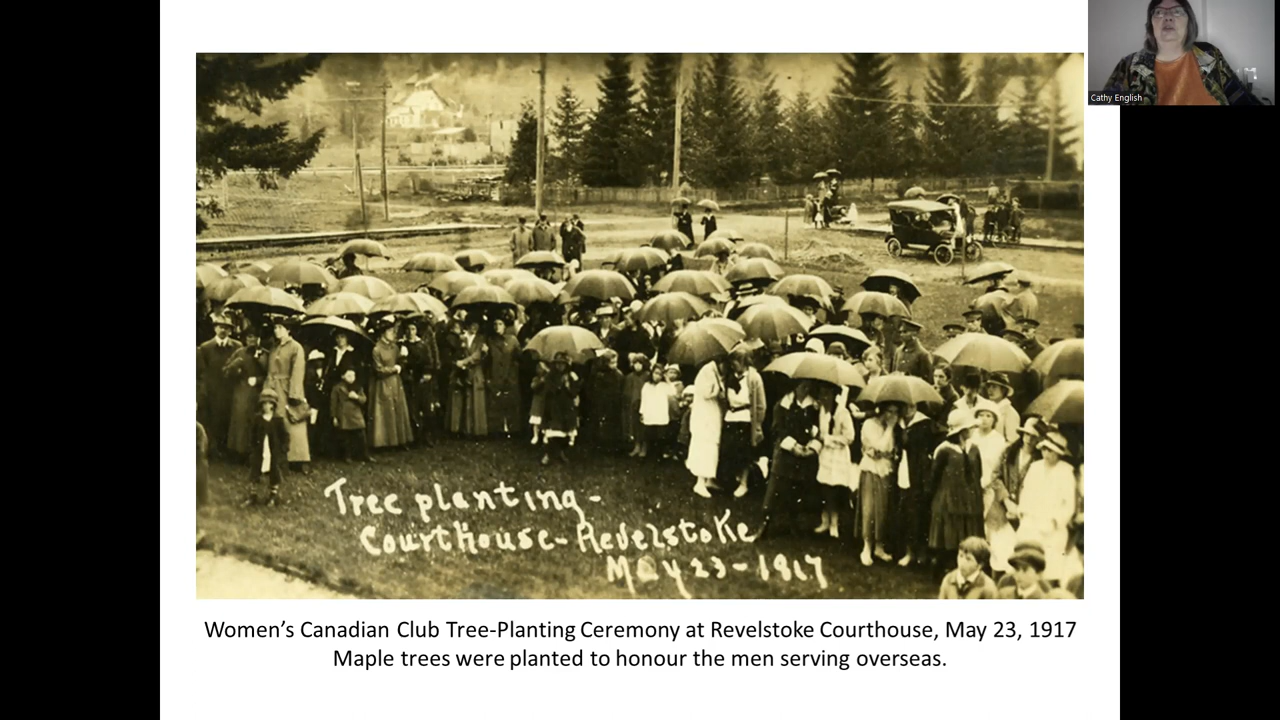 Cathy English
Tree planting-
Courthouse-Revelstoke
May 23-1917
Women’s Canadian Club Tree-Planting Ceremony at Revelstoke Courthouse, May 23, 1917
Maple trees were planted to honour the men serving overseas.